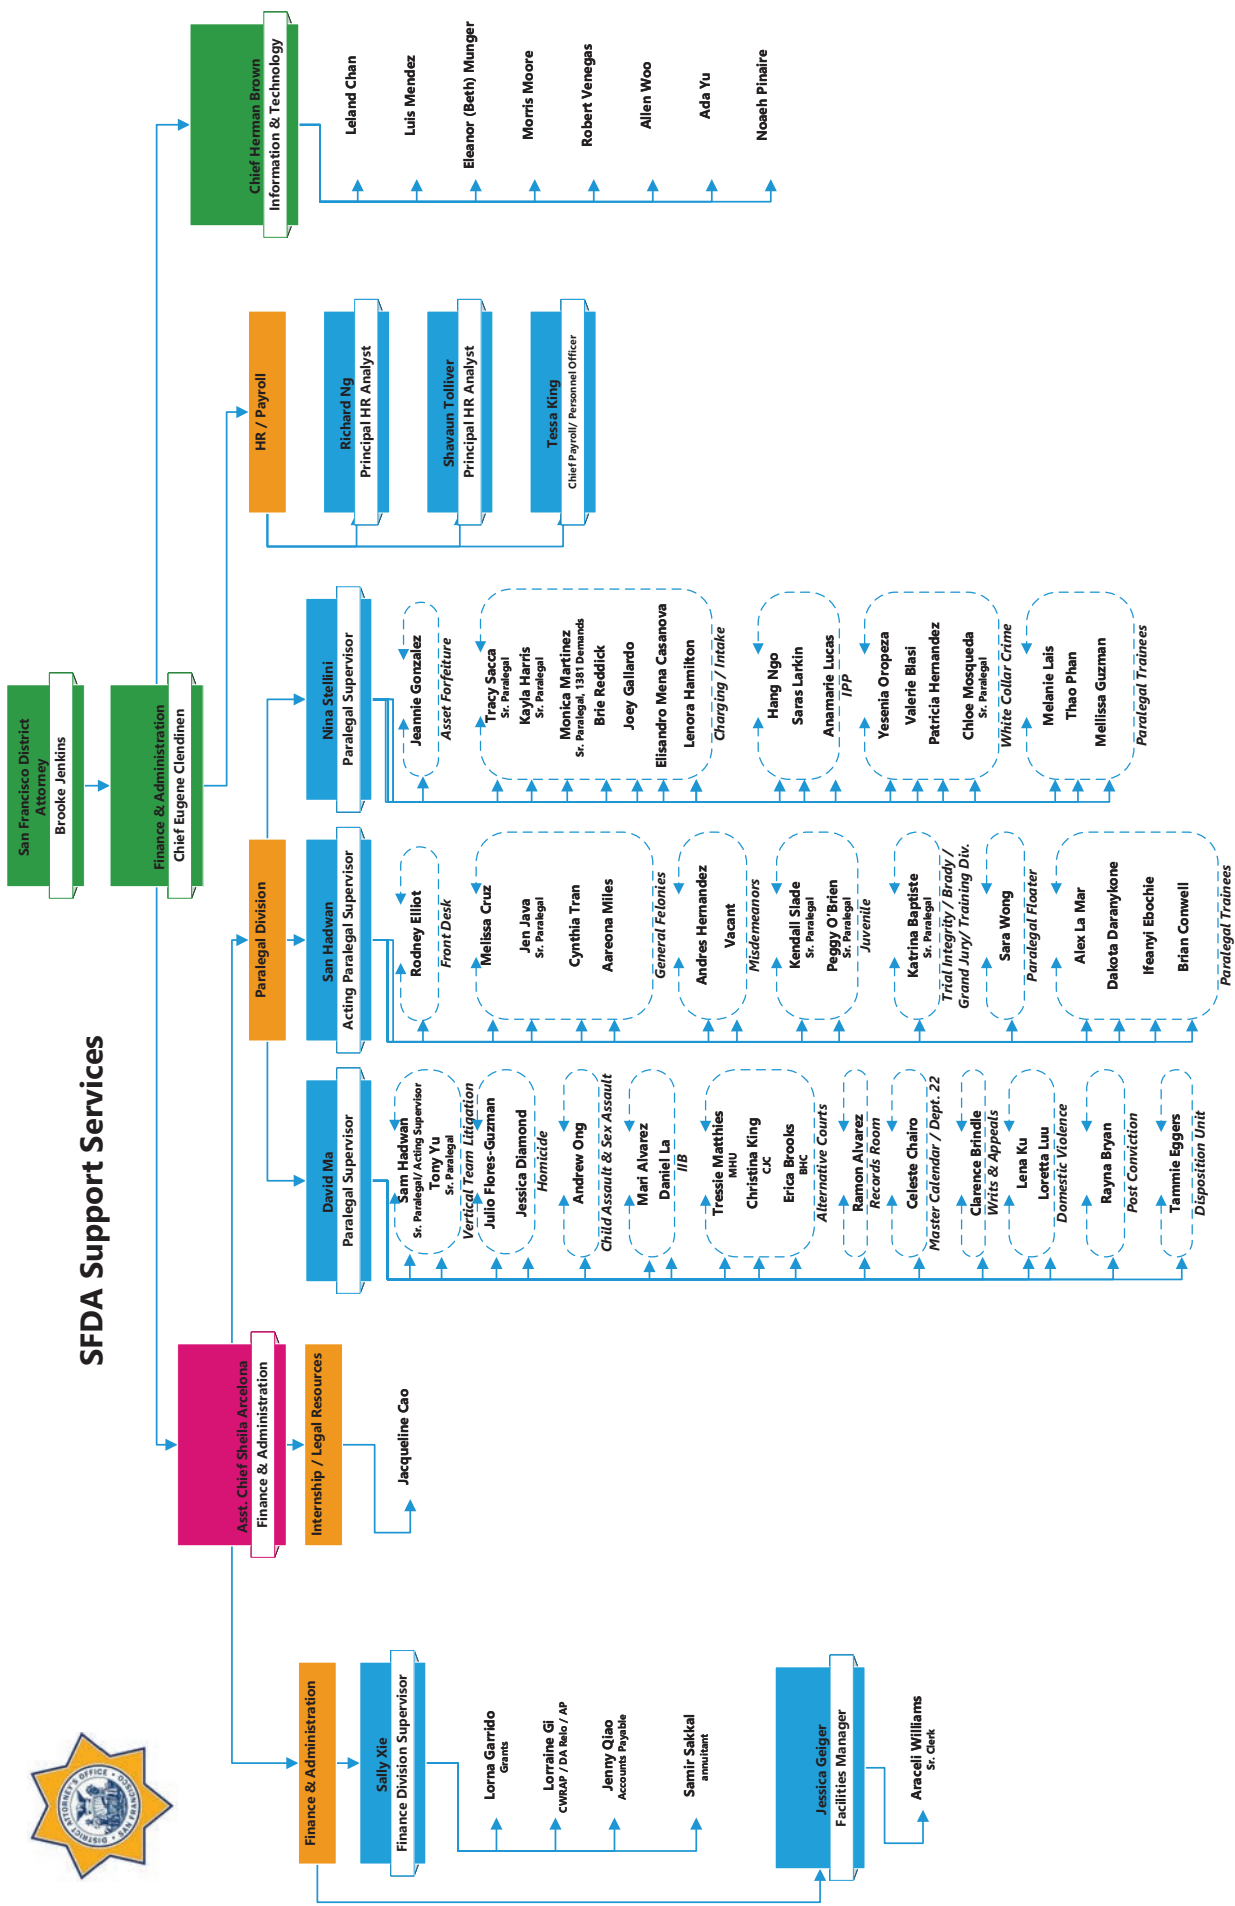 SFDA Support Services
DISTRICT ATTORNEY'S OFFICE
SAN FRANCISCO
San Francisco District
Attorney
Brooke Jenkins
Finance & Administration
Chief Eugene Clendinen
Asst. Chief Sheila Arcelona
Finance & Administration
Chief Herman Brown
Information & Technology
Finance & Administration
Sally Xie
Finance Division Supervisor
Lorna Garrido
Grants
Lorraine Gi
CWRAP / DA Relo / AP
Jenny Qiao
Accounts Payable
Samir Sakkal
annuitant
Jessica Geiger
Facilities Manager
Araceli Williams
Sr. Clerk
Internship / Legal Resources
Jacqueline Cao
Paralegal Division
David Ma
Paralegal Supervisor
Sam Hadwan
Sr. Paralegal/ Acting Supervisor
Tony Yu
Sr. Paralegal
Vertical Team Litigation
Julio Flores-Guzman
Jessica Diamond
Homicide
Andrew Ong
Child Assault & Sex Assault
Mari Alvarez
Daniel La
IIB
Tressie Matthies
MHU
Christina King
CJC
Erica Brooks
BHC
Alternative Courts
Ramon Alvarez
Records Room
Celeste Chairo
Master Calendar / Dept. 22
Clarence Brindle
Writs & Appeals
Lena Ku
Loretta Luu
Domestic Violence
Rayna Bryan
Post Conviction
Tammie Eggers
Disposition Unit
San Hadwan
Acting Paralegal Supervisor
Rodney Elliot
Front Desk
Melissa Cruz
Jen Java
Sr. Paralegal
Cynthia Tran
Aareona Miles
General Felonies
Andres Hernandez
Vacant
Misdemeanors
Kendall Slade
Sr. Paralegal
Peggy O'Brien
Sr. Paralegal
Juvenile
Katrina Baptiste
Sr. Paralegal
Trial Integrity / Brady /
Grand Jury/ Training Div.
Sara Wong
Paralegal Floater
Alex La Mar
Dakota Daranykone
Ifeanyi Ebochie
Brian Conwell
Paralegal Trainees
Nina Stellini
Paralegal Supervisor
Jeannie Gonzalez
Asset Forfeiture
Tracy Sacca
Sr. Paralegal
Kayla Harris
Sr. Paralegal
Monica Martinez
Sr. Paralegal, 1381 Demands
Brie Reddick
Joey Gallardo
Elisandro Mena Casanova
Lenora Hamilton
Charging / Intake
Hang Ngo
Saras Larkin
Anamarie Lucas
IPP
Yesenia Oropeza
Valerie Blasi
Patricia Hernandez
Chloe Mosqueda
Sr. Paralegal
White Collar Crime
Melanie Lais
Thao Phan
Mellissa Guzman
Paralegal Trainees
HR / Payroll
Richard Ng
Principal HR Analyst
Shavaun Tolliver
Principal HR Analyst
Tessa King
Chief Payroll/ Personnel Officer
Leland Chan
Luis Mendez
Eleanor (Beth) Munger
Morris Moore
Robert Venegas
Allen Woo
Ada Yu
Noaeh Pinaire